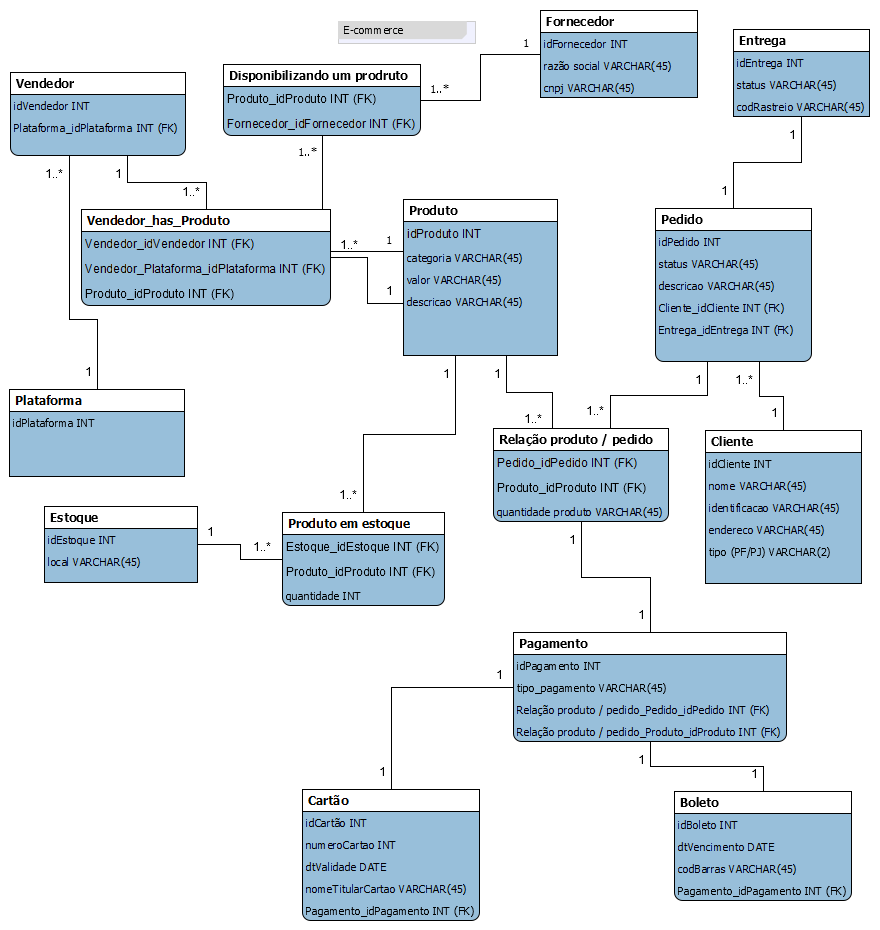 E-commerce
Fornecedor
idFornecedor INT
razão social VARCHAR(45)
cnpj VARCHAR(45)
1
1..*
Entrega
idEntrega INT
status VARCHAR(45)
codRastreio VARCHAR(45)
1
1
Vendedor
idVendedor INT
Plataforma_idPlataforma INT (FK)
1..*
1
1..*
Disponibilizando um prodruto
Produto_idProduto INT (FK)
Fornecedor_idFornecedor INT (FK)
1..*
Vendedor_has_Produto
Vendedor_idVendedor INT (FK)
Vendedor_Plataforma_idPlataforma INT (FK)
Produto_idProduto INT (FK)
1..*
1
1
Produto
idProduto INT
categoria VARCHAR(45)
valor VARCHAR(45)
descricao VARCHAR(45)
1
1
Pedido
idPedido INT
status VARCHAR(45)
descricao VARCHAR(45)
Cliente_idCliente INT (FK)
Entrega_idEntrega INT (FK)
1
1..*
1
Plataforma
idPlataforma INT
1..*
1..*
1
Relação produto / pedido
Pedido_idPedido INT (FK)
Produto_idProduto INT (FK)
quantidade produto VARCHAR(45)
1
Cliente
idCliente INT
nome VARCHAR(45)
identificacao VARCHAR(45)
endereco VARCHAR(45)
tipo (PF/PJ) VARCHAR(2)
Estoque
idEstoque INT
local VARCHAR(45)
1
1..*
1..*
Produto em estoque
Estoque_idEstoque INT (FK)
Produto_idProduto INT (FK)
quantidade INT
1
Pagamento
idPagamento INT
tipo_pagamento VARCHAR(45)
Relação produto / pedido_Pedido_idPedido INT (FK)
Relação produto / pedido_Produto_idProduto INT (FK)
1
1
1
1
Cartão
idCartão INT
numeroCartao INT
dtValidade DATE
nomeTitularCartao VARCHAR(45)
Pagamento_idPagamento INT (FK)
Boleto
idBoleto INT
dtVencimento DATE
codBarras VARCHAR(45)
Pagamento_idPagamento INT (FK)